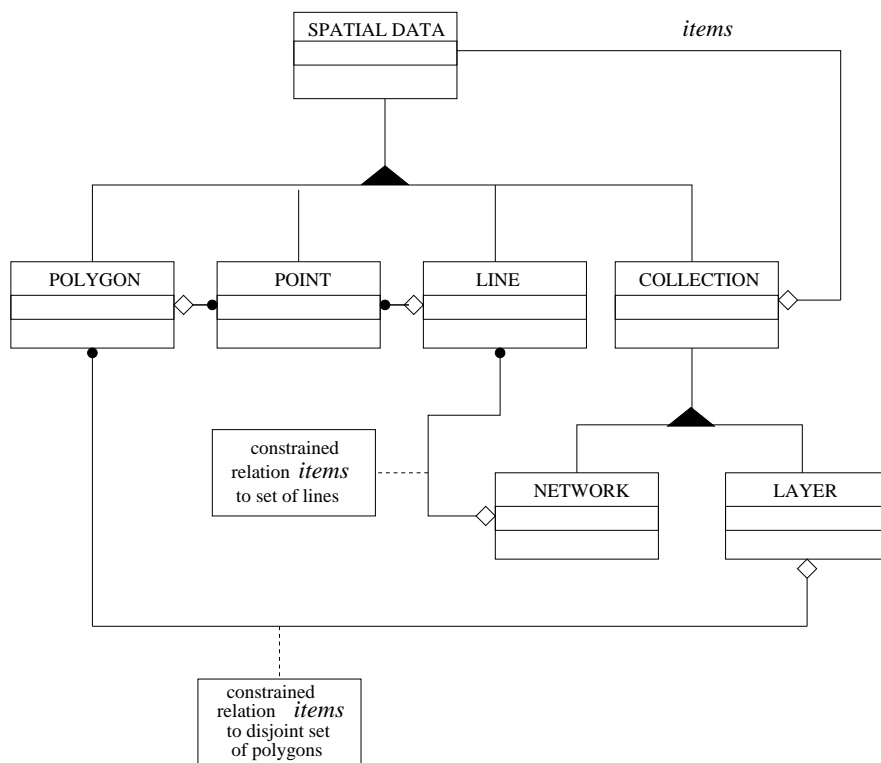 SPATIAL DATA
items
POLYGON
POINT
LINE
COLLECTION
constrained
relation items
to set of lines
NETWORK
LAYER
constrained
relation items
to disjoint set
of polygons